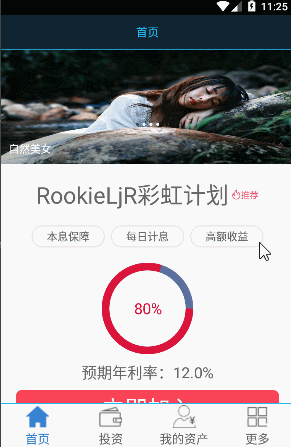 11:25
首页
自然美女
RookieLjR彩虹计划 推荐
本息保障 每日计息 高额收益
80%
预期年利率：12.0%
立即加入
首页 投资 我的资产 更多